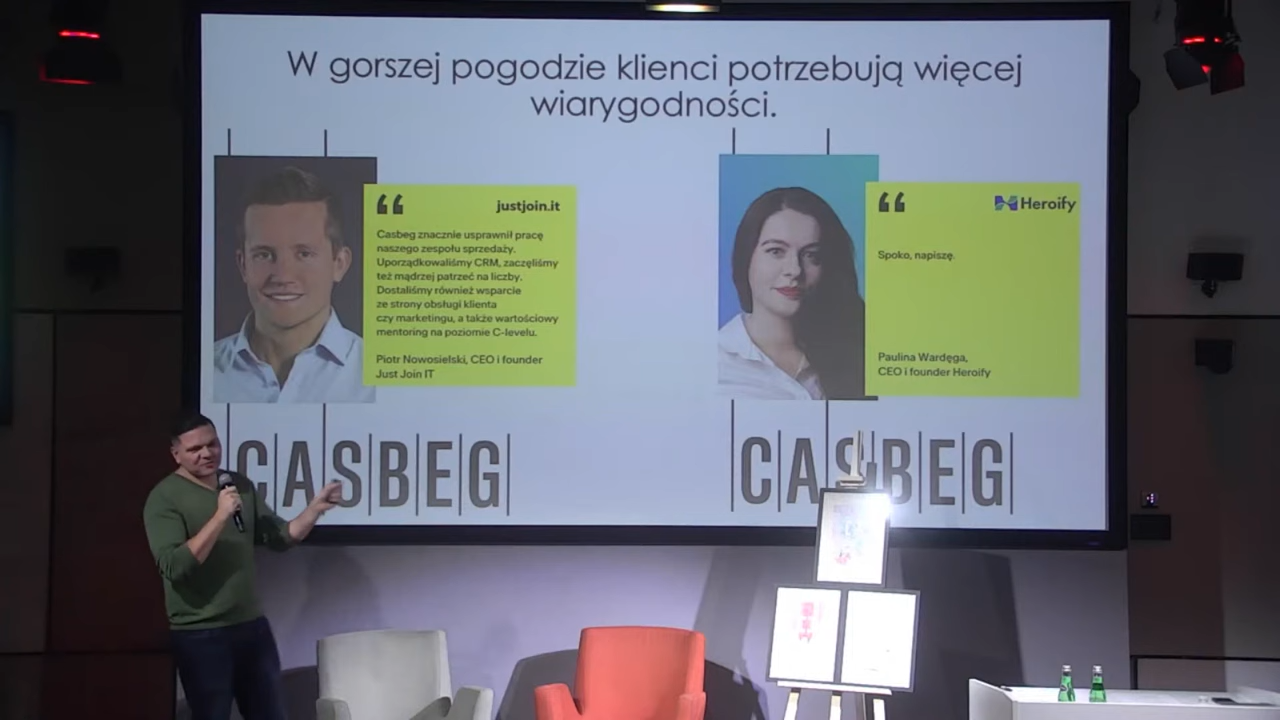 W gorszej pogodzie klienci potrzebują więcej
wiarygodności.
justjoin.it
Casbeg znacznie usprawnił pracę
naszego zespołu sprzedaży.
Uporządkowaliśmy CRM, zaczęliśmy
też mądrzej patrzeć na liczby.
Dostaliśmy również wsparcie
ze strony obsługi klienta
czy marketingu, a także wartościowy
mentoring na poziomie C-levelu.
Piotr Nowosielski, CEO i founder
Just Join IT
CASBEG
Heroify
Spoko, napiszę.
Paulina Wardęga,
CEO i founder Heroify
CASBEG